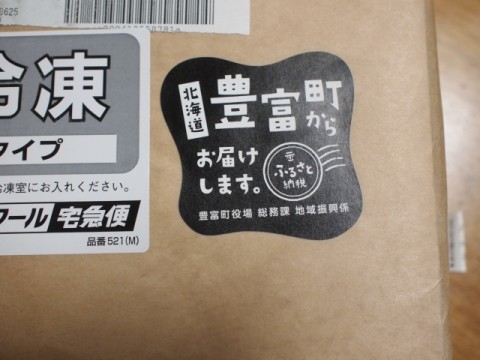 冷凍
タイプ
冷凍室にお入れください。
クール宅急便
品番521(M)
北海道
豊富町から
お届け
します。
ふるさと
納税
豊富町役場 総務課 地域振興係